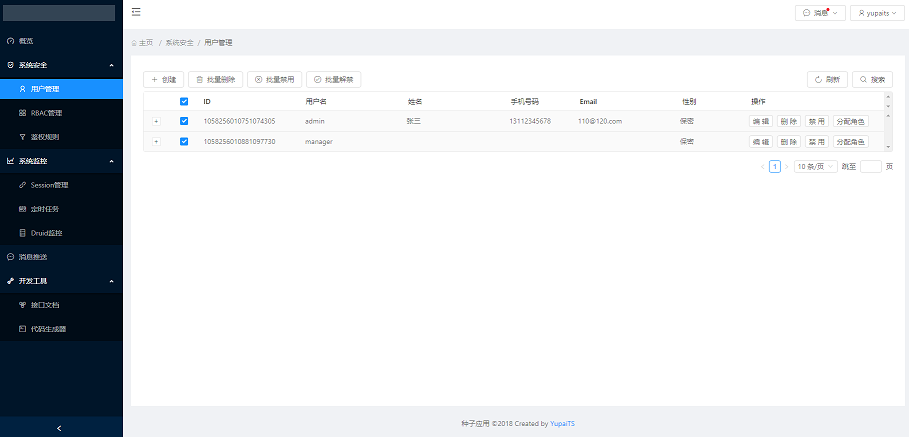 消息 yupaits
概览
系统安全
用户管理
RBAC管理
鉴权规则
系统监控
Session管理
定时任务
Druid监控
消息推送
开发工具
接口文档
代码生成器
主页 / 系统安全 / 用户管理
创建 批量删除 批量禁用 批量解禁 刷新 搜索
ID 用户名 姓名 手机号码 Email 性别 操作
1058256010751074305 admin 张三 13112345678 110@120.com 保密 编辑 删除 禁用 分配角色
1058256010881097730 manager 保密 编辑 删除 禁用 分配角色
1 10 条/页 跳至 页
种子应用 ©2018 Created by YupaiTS